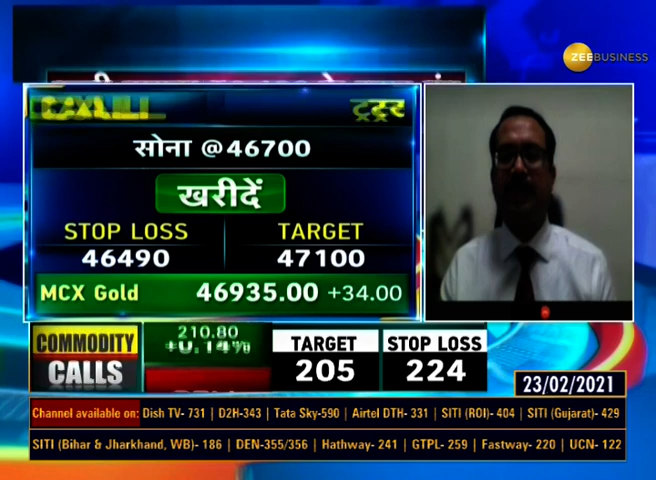 ZEEBUSINESS
सोना @46700
खरीदें
STOP LOSS TARGET
46490 47100
MCX Gold 46935.00 +34.00
COMMODITY CALLS
210.80
+0.14%
TARGET STOP LOSS
205 224
23/02/2021
Channel available on: Dish TV- 731 | D2H-343 | Tata Sky-590 | Airtel DTH- 331 | SITI (ROI)- 404 | SITI (Gujarat)- 429
SITI (Bihar & Jharkhand, WB)- 186 | DEN-355/356 | Hathway- 241 | GTPL- 259 | Fastway- 220 | UCN- 122